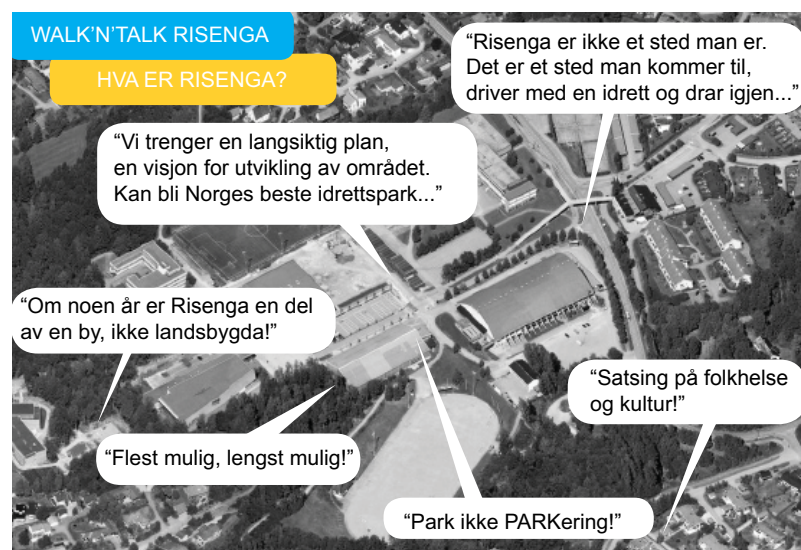 WALK’N’TALK RISENGA
HVA ER RISENGA?
“Risenga er ikke et sted man er.
Det er et sted man kommer til,
driver med en idrett og drar igjen...”
“Vi trenger en langsiktig plan,
en visjon for utvikling av området.
Kan bli Norges beste idrettspark...”
“Om noen år er Risenga en del
av en by, ikke landsbygda!”
“Satsing på folkhelse
og kultur!”
“Flest mulig, lengst mulig!”
“Park ikke PARKering!”